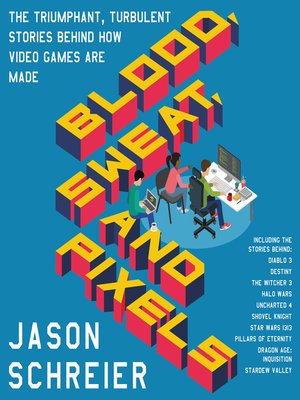 THE TRIUMPHANT, TURBULENT
STORIES BEHIND HOW
VIDEO GAMES ARE
MADE
BLOOD,
SWEAT,
AND
PIXELS
INCLUDING THE
STORIES BEHIND:
DIABLO 3
DESTINY
THE WITCHER 3
HALO WARS
UNCHARTED 4
SHOVEL KNIGHT
STAR WARS 1313
PILLARS OF ETERNITY
DRAGON AGE:
INQUISITION
STARDEW VALLEY
JASON
SCHREIER